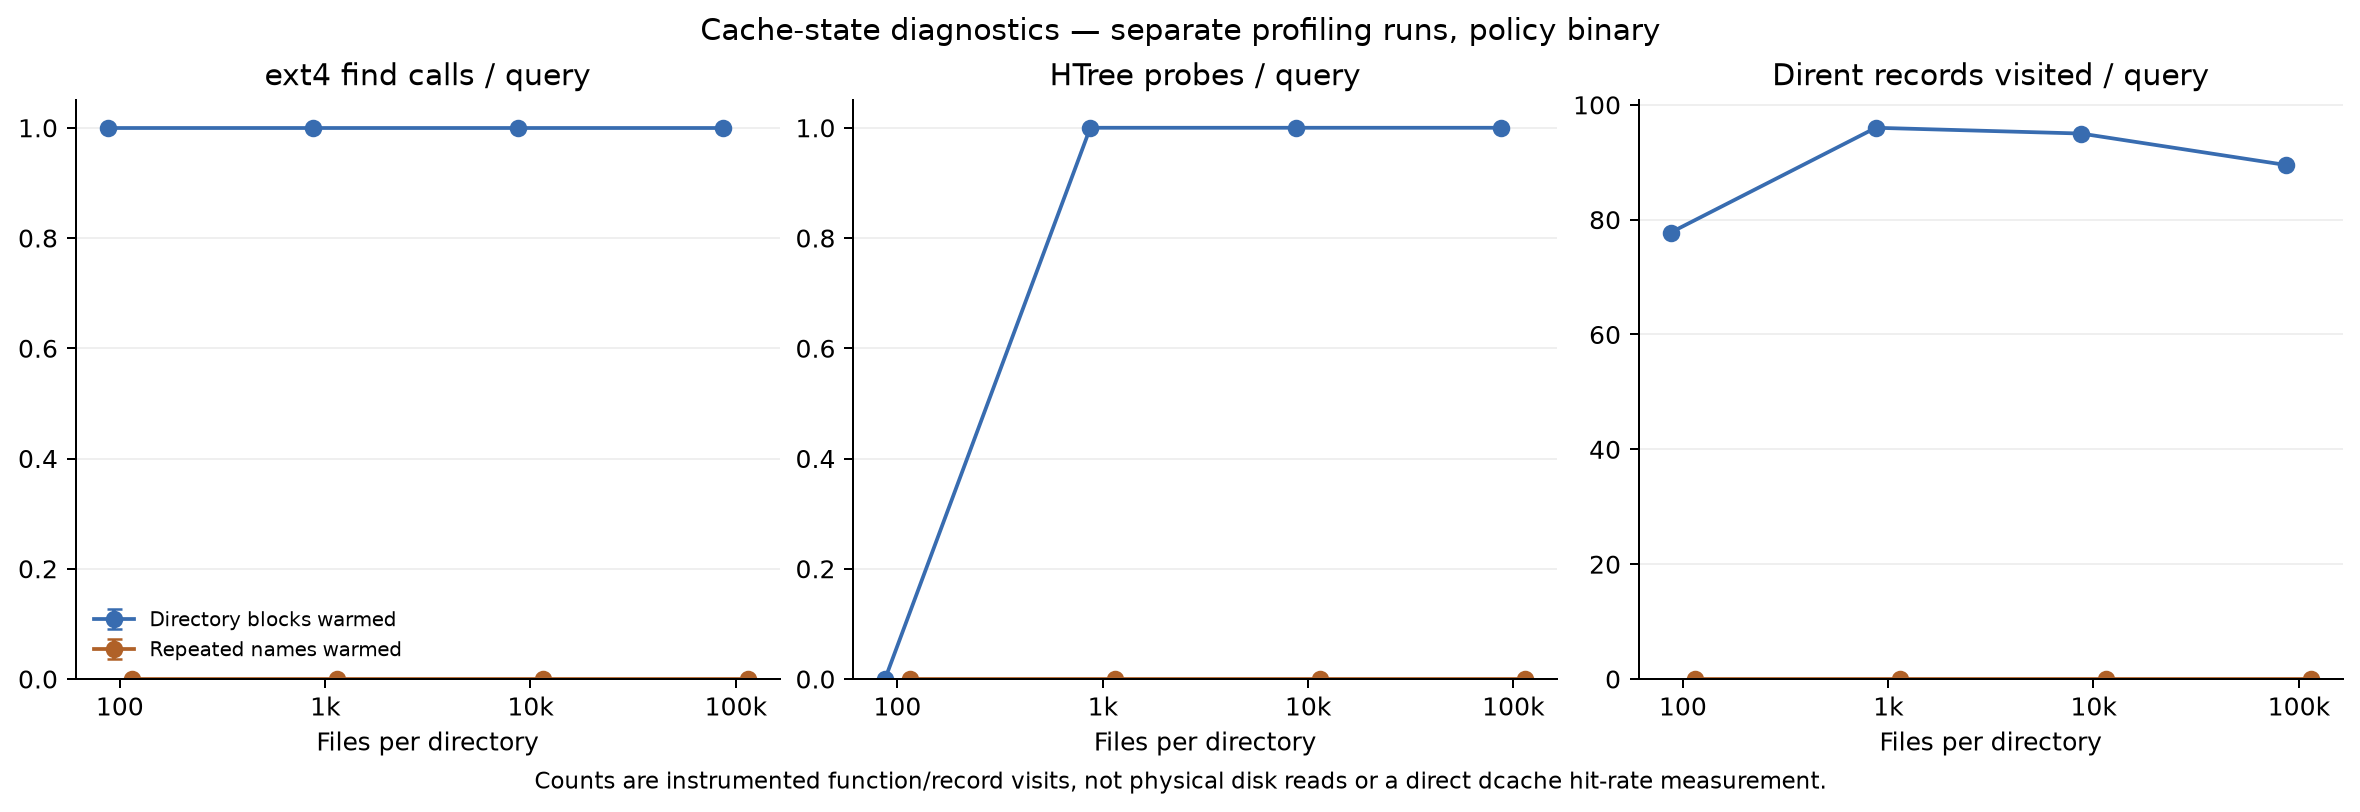 Cache-state diagnostics — separate profiling runs, policy binary
ext4 find calls / query
1.0
0.8
0.6
0.4
0.2
0.0
Directory blocks warmed
Repeated names warmed
100
1k
10k
100k
Files per directory
HTree probes / query
1.0
0.8
0.6
0.4
0.2
0.0
100
1k
10k
100k
Files per directory
Dirent records visited / query
100
80
60
40
20
0
100
1k
10k
100k
Files per directory
Counts are instrumented function/record visits, not physical disk reads or a direct dcache hit-rate measurement.